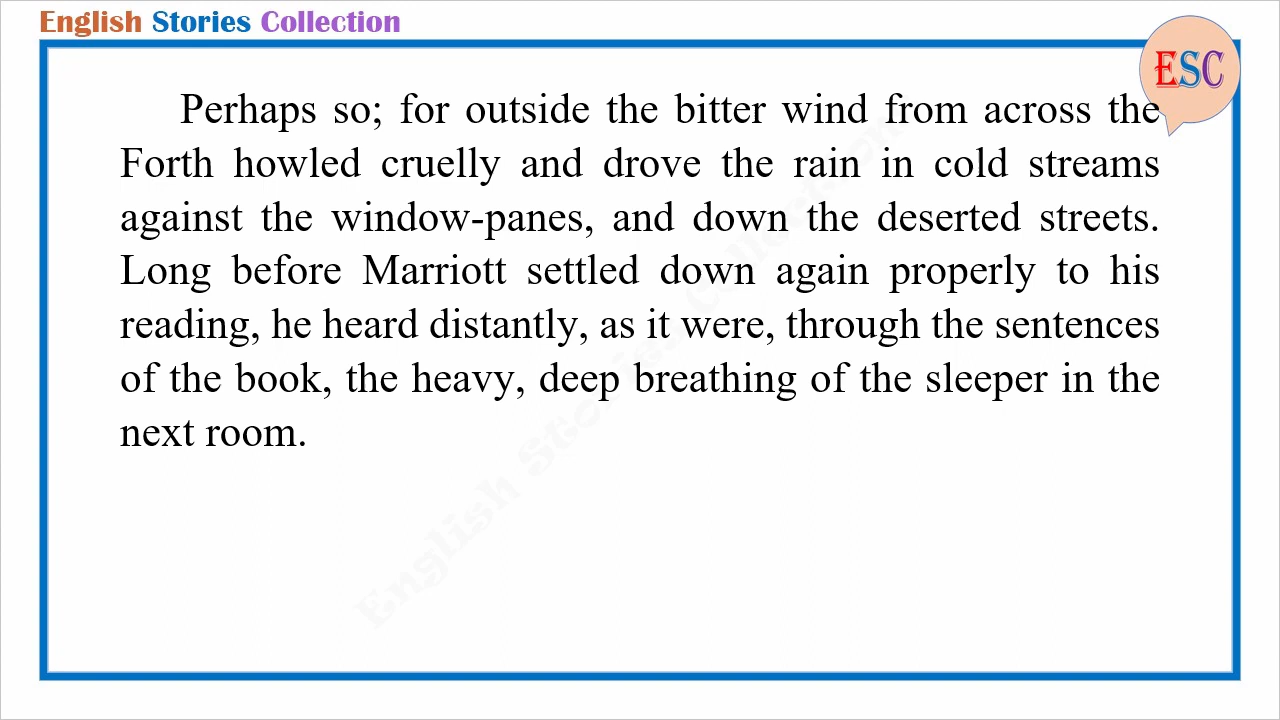 English Stories Collection
ESC
Perhaps so; for outside the bitter wind from across the
Forth howled cruelly and drove the rain in cold streams
against the window-panes, and down the deserted streets.
Long before Marriott settled down again properly to his
reading, he heard distantly, as it were, through the sentences
of the book, the heavy, deep breathing of the sleeper in the
next room.
English Stories Collection